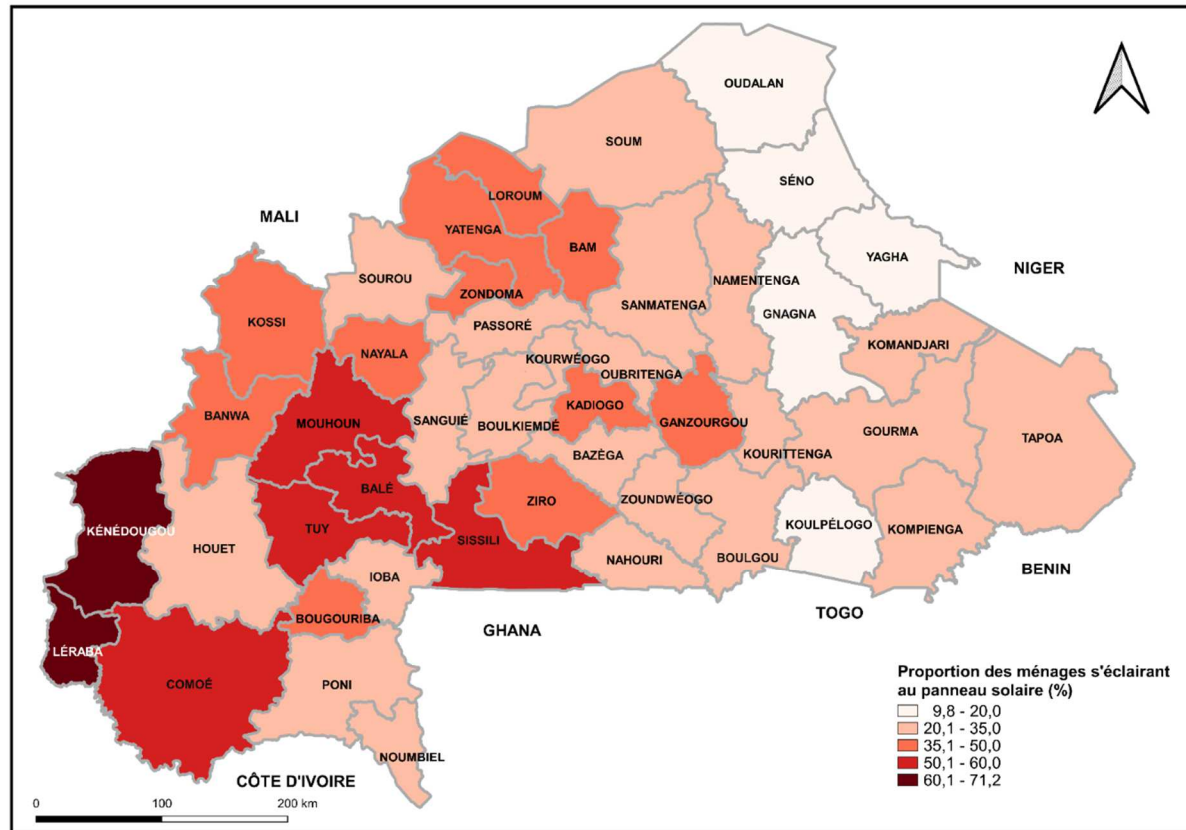 OUDALAN
SOUM
SÉNO
LOROUM
MALI
YATENGA
BAM
YAGHA
NIGER
SOUROU
NAMENTENGA
ZONDOMA
SANMATENGA
GNAGNA
KOSSI
PASSORÉ
KOMANDJARI
NAYALA
KOURWÉOGO
OUBRITENGA
BANWA
KADIOGO
MOUHOUN
SANGUIÉ
BOULKIEMDÉ
GANZOURGOU
GOURMA
TAPOA
BAZÉGA
KOURITTENGA
BALÉ
ZIRO
ZOUNDWÉOGO
KOULPÉLOGO
KÉNÉDOUGOU
TUY
SISSILI
KOMPIENGA
HOUET
NAHOURI
BOULGOU
IOBA
BENIN
BOUGOURIBA
TOGO
GHANA
LÉRABA
COMOÉ
PONI
NOUMBIEL
CÔTE D'IVOIRE
Proportion des ménages s'éclairant
au panneau solaire (%)
9,8 - 20,0
20,1 - 35,0
35,1 - 50,0
50,1 - 60,0
60,1 - 71,2
0 100 200 km